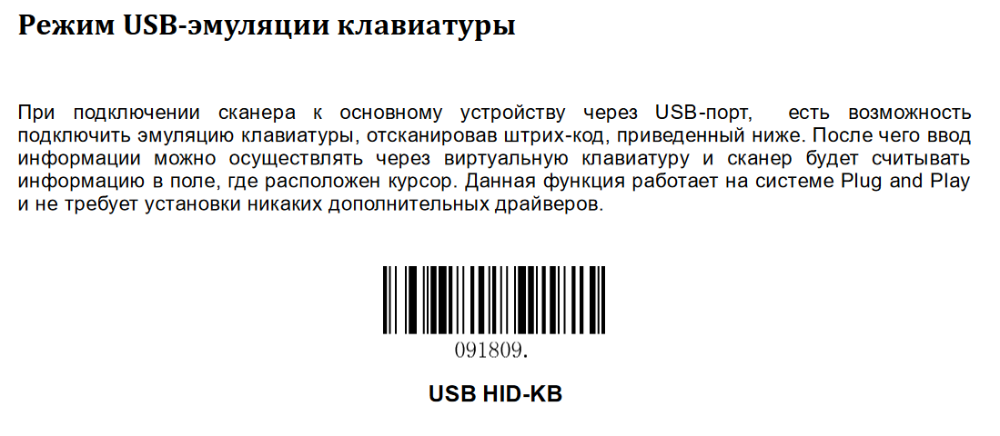 Режим USB-эмуляции клавиатуры
При подключении сканера к основному устройству через USB-порт, есть возможность
подключить эмуляцию клавиатуры, отсканировав штрих-код, приведенный ниже. После чего ввод
информации можно осуществлять через виртуальную клавиатуру и сканер будет считывать
информацию в поле, где расположен курсор. Данная функция работает на системе Plug and Play
и не требует установки никаких дополнительных драйверов.
091809.
USB HID-KB